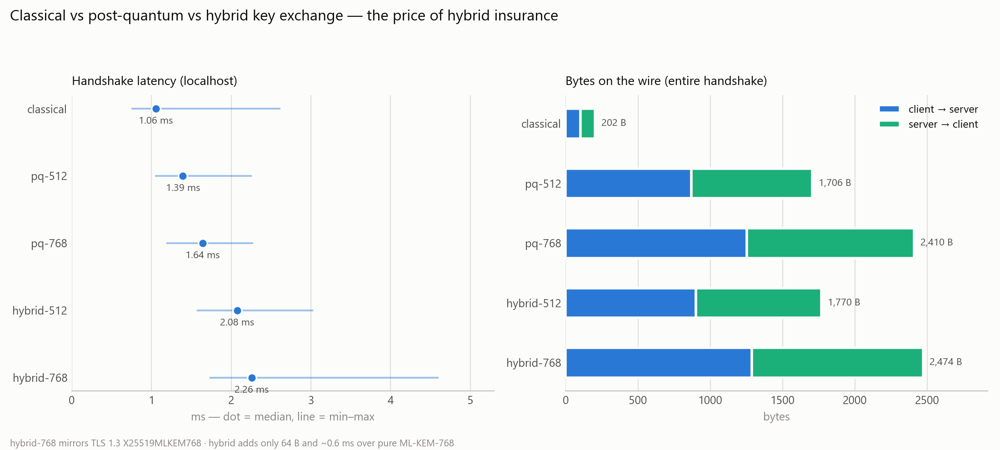 Classical vs post-quantum vs hybrid key exchange — the price of hybrid insurance
Handshake latency (localhost)
classical
1.06 ms
pq-512
1.39 ms
pq-768
1.64 ms
hybrid-512
2.08 ms
hybrid-768
2.26 ms
0 1 2 3 4 5
ms — dot = median, line = min–max
Bytes on the wire (entire handshake)
client → server
server → client
classical 202 B
pq-512 1,706 B
pq-768 2,410 B
hybrid-512 1,770 B
hybrid-768 2,474 B
0 500 1000 1500 2000 2500
bytes
hybrid-768 mirrors TLS 1.3 X25519MLKEM768 · hybrid adds only 64 B and ~0.6 ms over pure ML-KEM-768